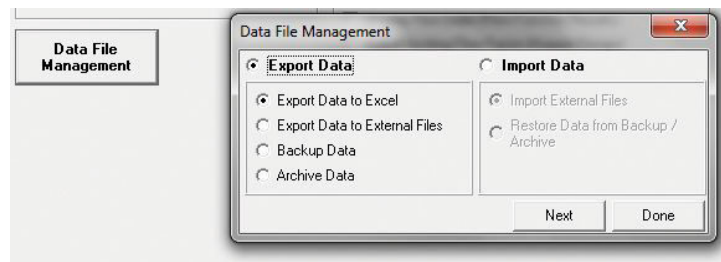 Data File
Management
Data File Management
Export Data
Import Data
Export Data to Excel
Export Data to External Files
Backup Data
Archive Data
Import External Files
Restore Data from Backup /
Archive
Next
Done